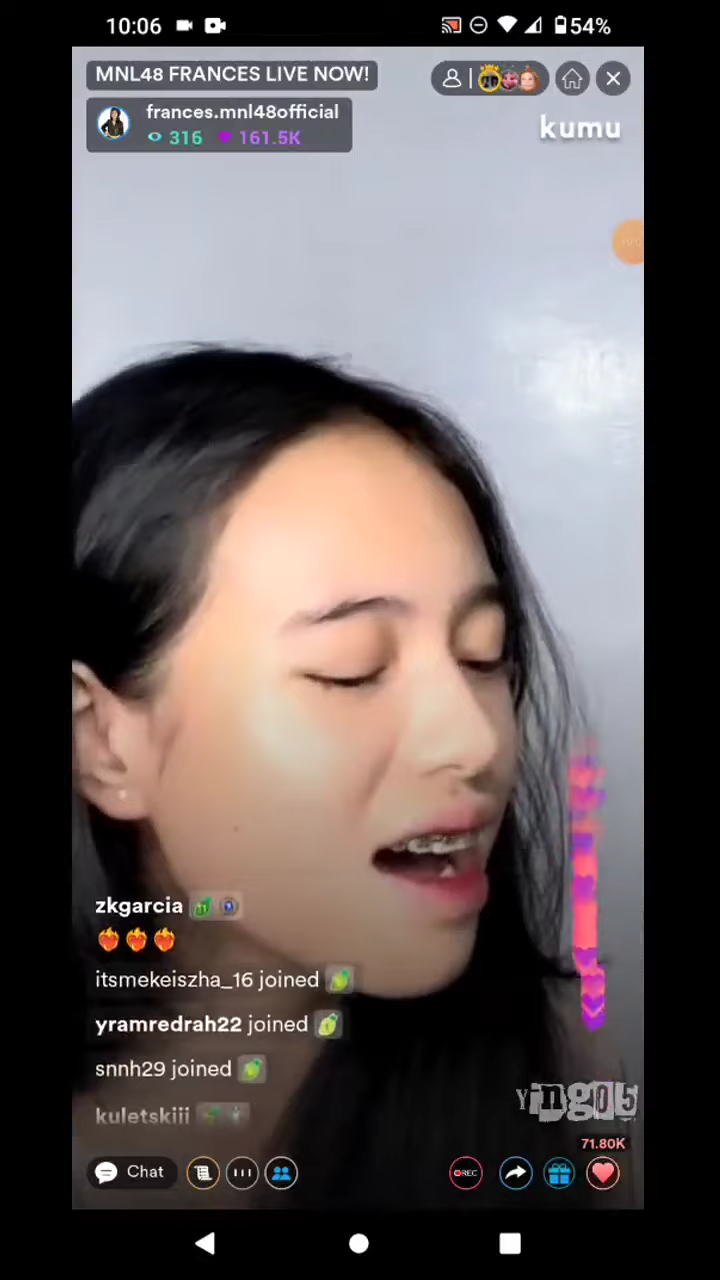 10:06
54%
MNL48 FRANCES LIVE NOW!
frances.mnl48official
316 161.5K
kumu
zkgarcia
itsmekeiszha_16 joined
yramredrah22 joined
snnh29 joined
kuletskiii
Ying05
71.80K
Chat
REC